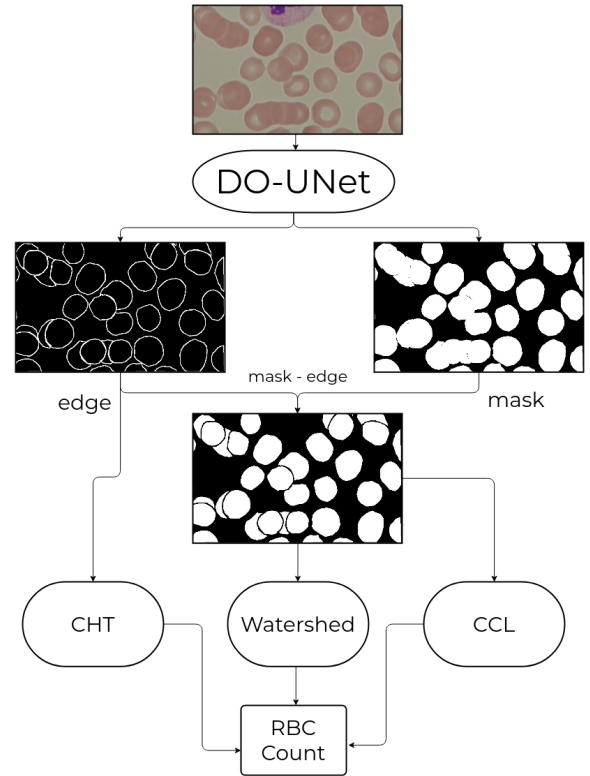 DO-UNet
mask - edge
edge
mask
CHT
Watershed
CCL
RBC
Count